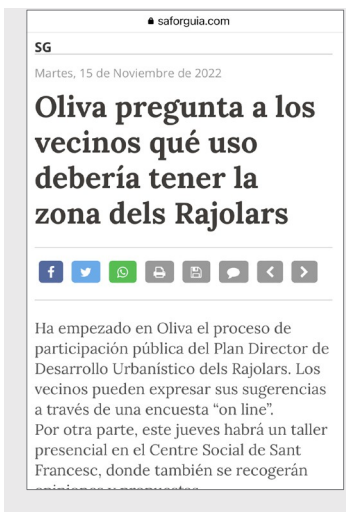 saforguia.com
SG
Martes, 15 de Noviembre de 2022
Oliva pregunta a los
vecinos qué uso
debería tener la
zona dels Rajolars
Ha empezado en Oliva el proceso de
participación pública del Plan Director de
Desarrollo Urbanístico dels Rajolars. Los
vecinos pueden expresar sus sugerencias
a través de una encuesta “on line”.
Por otra parte, este jueves habrá un taller
presencial en el Centre Social de Sant
Francesc, donde también se recogerán